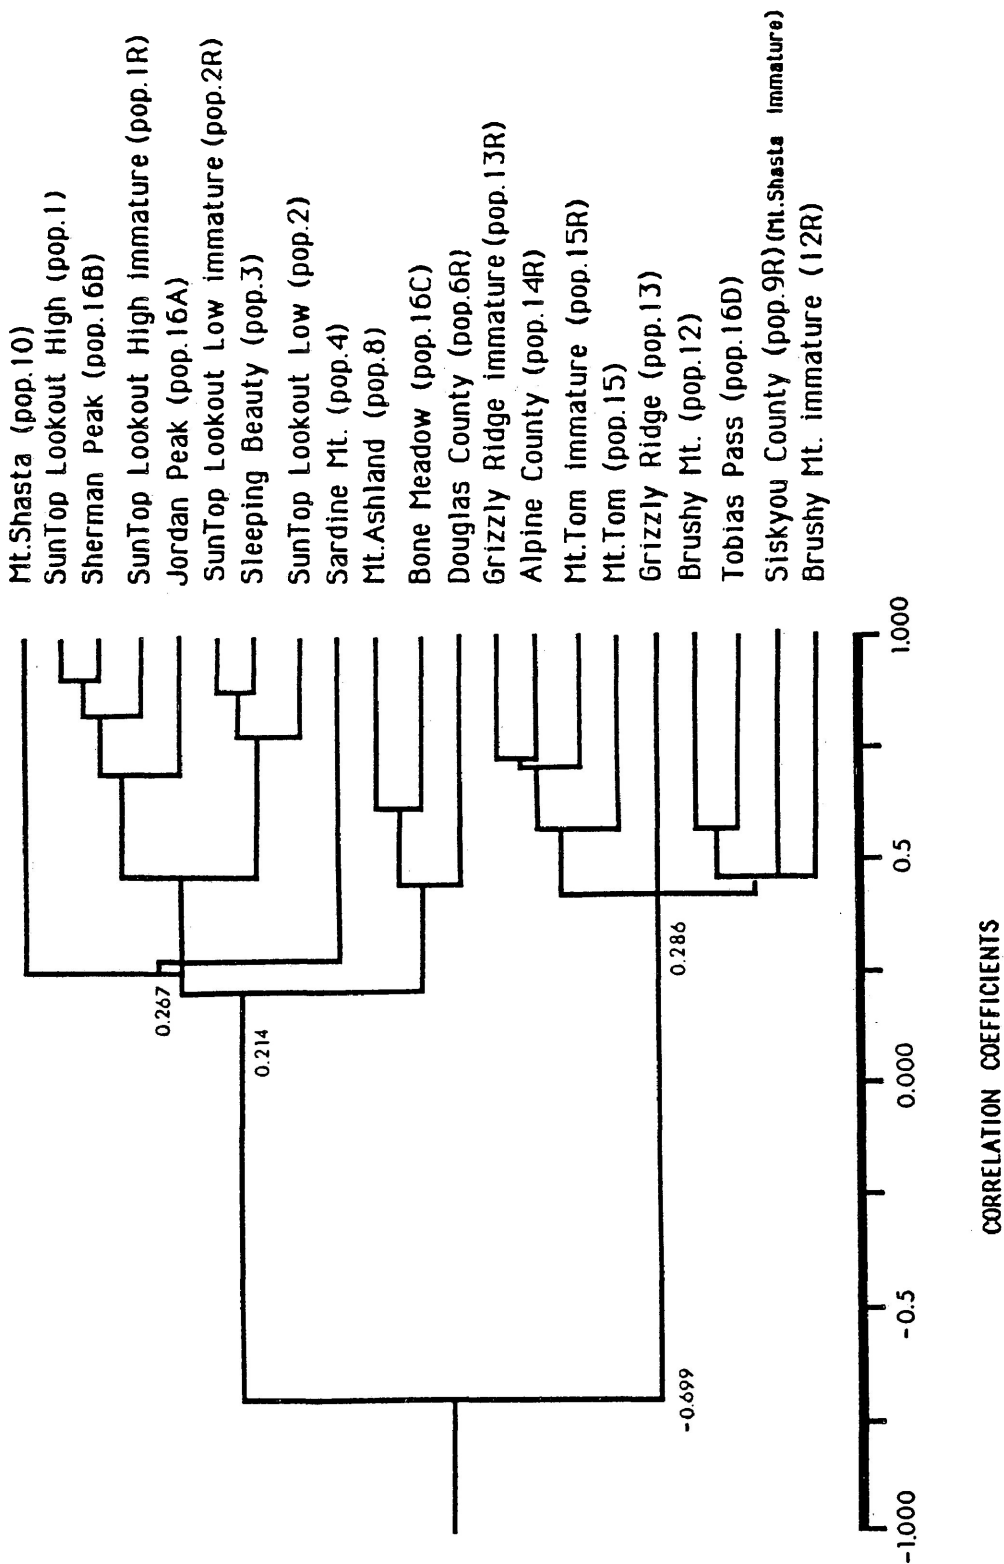 Mt.Shasta (pop.10)
SunTop Lookout High (pop.1)
Sherman Peak (pop.16B)
SunTop Lookout High immature (pop.1R)
Jordan Peak (pop.16A)
SunTop Lookout Low immature (pop.2R)
Sleeping Beauty (pop.3)
SunTop Lookout Low (pop.2)
Sardine Mt. (pop.4)
Mt.Ashland (pop.8)
Bone Meadow (pop.16C)
Douglas County (pop.6R)
Grizzly Ridge immature (pop.13R)
Alpine County (pop.14R)
Mt.Tom immature (pop.15R)
Mt.Tom (pop.15)
Grizzly Ridge (pop.13)
Brushy Mt. (pop.12)
Tobias Pass (pop.16D)
Siskyou County (pop.9R)(Mt.Shasta Immature)
Brushy Mt. immature (12R)
0.267
0.214
0.286
-0.699
-1.000
-0.5
0.000
0.5
1.000
CORRELATION COEFFICIENTS